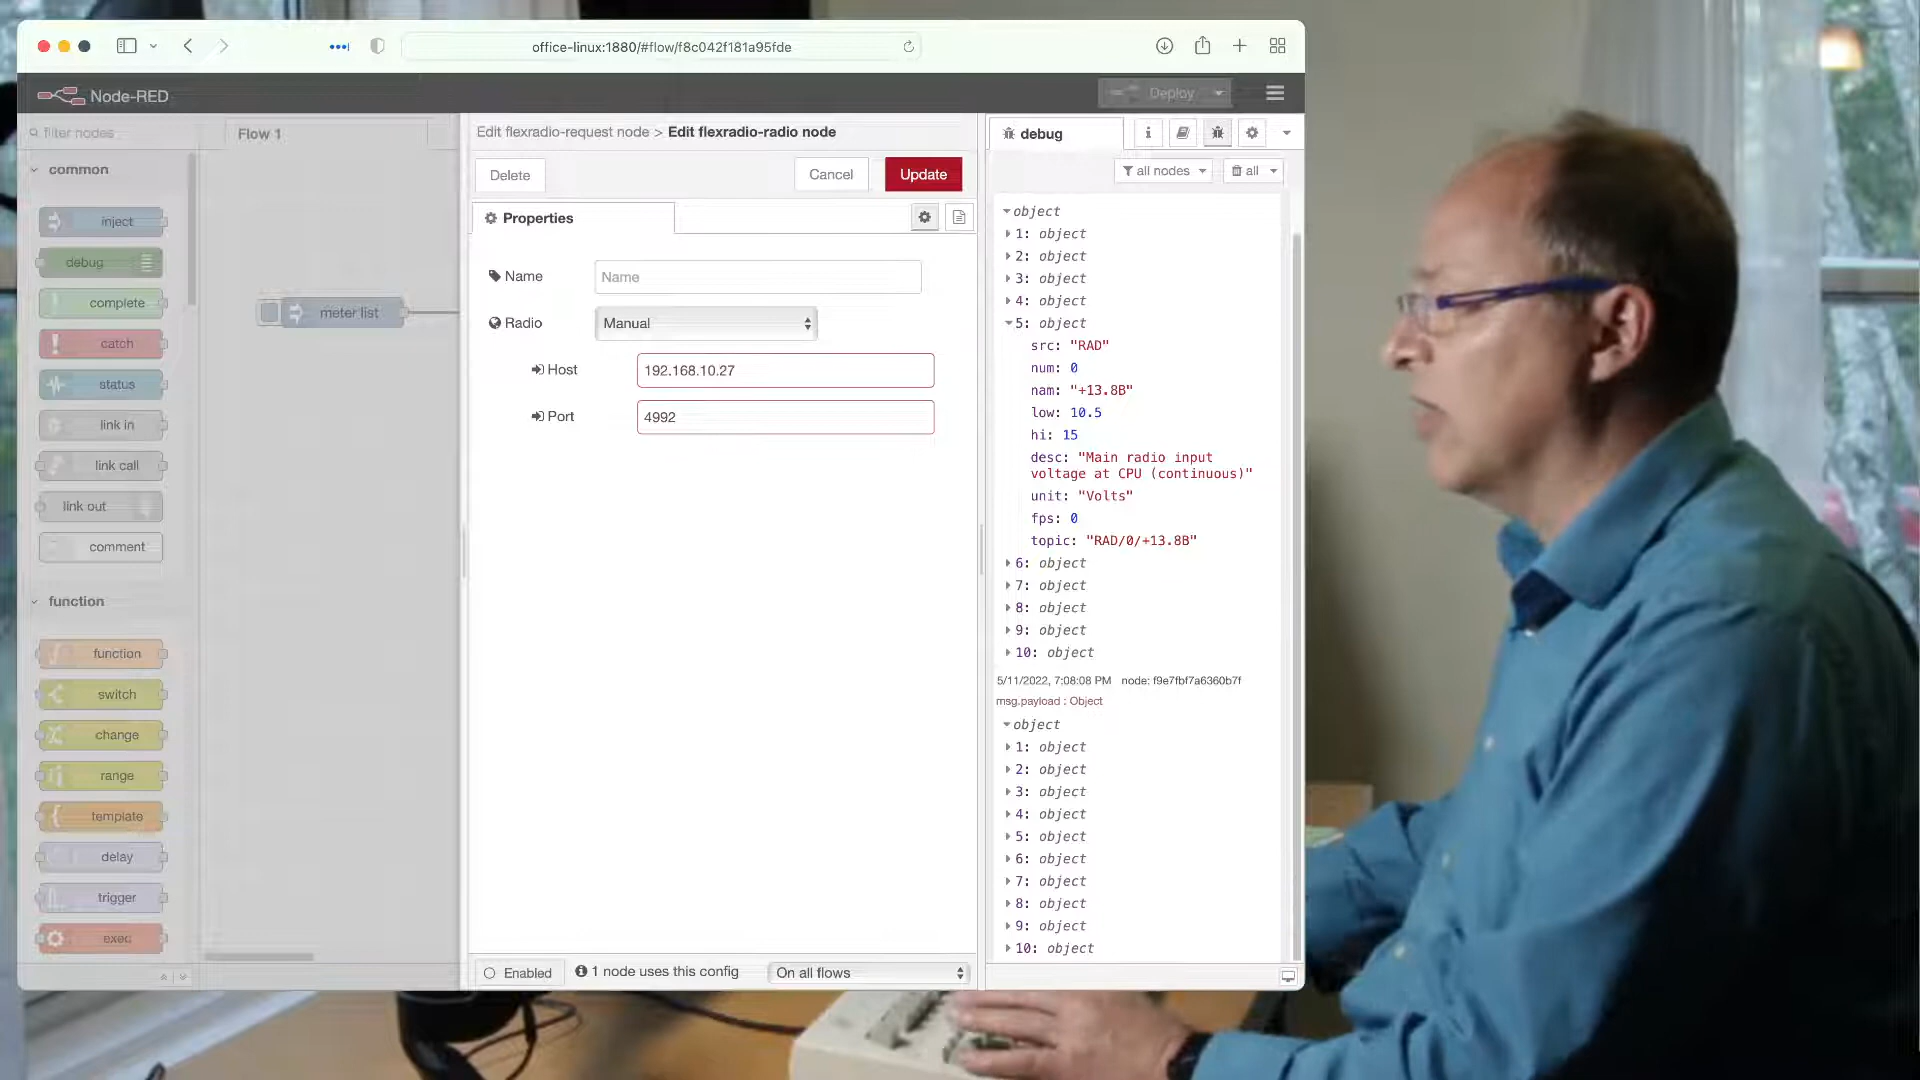 office-linux:1880/#flow/f8c042f181a95fde
Node-RED
Deploy
filter nodes
Flow 1
common
inject
debug
complete
catch
status
link in
link call
link out
comment
function
function
switch
change
range
template
delay
trigger
exec
meter list
Edit flexradio-request node > Edit flexradio-radio node
Delete
Cancel
Update
Properties
Name
Name
Radio
Manual
Host
192.168.10.27
Port
4992
Enabled
1 node uses this config
On all flows
debug
all nodes
all
object
1: object
2: object
3: object
4: object
5: object
src: "RAD"
num: 0
nam: "+13.8B"
low: 10.5
hi: 15
desc: "Main radio input
voltage at CPU (continuous)"
unit: "Volts"
fps: 0
topic: "RAD/0/+13.8B"
6: object
7: object
8: object
9: object
10: object
5/11/2022, 7:08:08 PM node: f9e7fbf7a6360b7f
msg.payload : Object
object
1: object
2: object
3: object
4: object
5: object
6: object
7: object
8: object
9: object
10: object